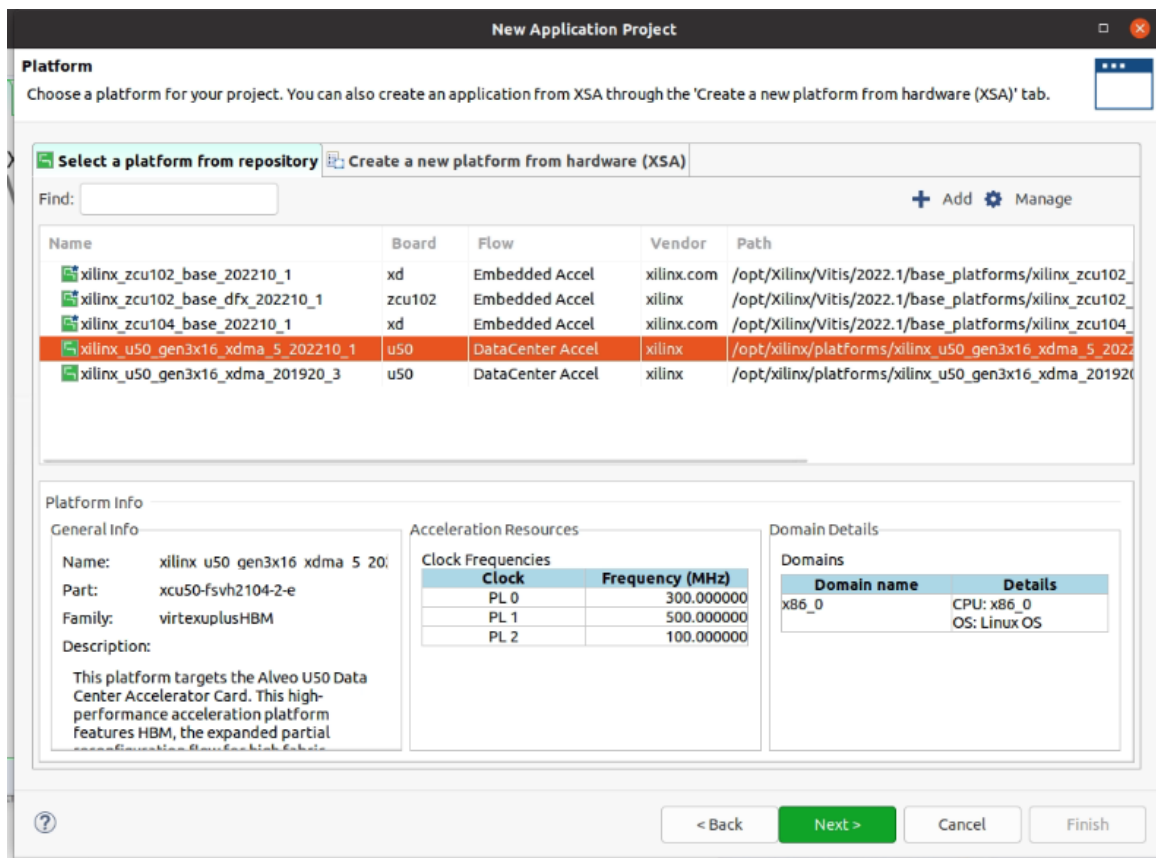 New Application Project
Platform
Choose a platform for your project. You can also create an application from XSA through the 'Create a new platform from hardware (XSA)' tab.
Select a platform from repository Create a new platform from hardware (XSA)
Find: Add Manage
Name Board Flow Vendor Path
xilinx_zcu102_base_202210_1 xd Embedded Accel xilinx.com /opt/Xilinx/Vitis/2022.1/base_platforms/xilinx_zcu102_
xilinx_zcu102_base_dfx_202210_1 zcu102 Embedded Accel xilinx /opt/Xilinx/Vitis/2022.1/base_platforms/xilinx_zcu102_
xilinx_zcu104_base_202210_1 xd Embedded Accel xilinx.com /opt/Xilinx/Vitis/2022.1/base_platforms/xilinx_zcu104_
xilinx_u50_gen3x16_xdma_5_202210_1 u50 DataCenter Accel xilinx /opt/xilinx/platforms/xilinx_u50_gen3x16_xdma_5_2022
xilinx_u50_gen3x16_xdma_201920_3 u50 DataCenter Accel xilinx /opt/xilinx/platforms/xilinx_u50_gen3x16_xdma_20192
Platform Info
General Info
Name: xilinx_u50_gen3x16_xdma_5_20
Part: xcu50-fsvh2104-2-e
Family: virtexuplusHBM
Description:
This platform targets the Alveo U50 Data
Center Accelerator Card. This high-
performance acceleration platform
features HBM, the expanded partial
Acceleration Resources
Clock Frequencies
Clock Frequency (MHz)
PL 0 300.000000
PL 1 500.000000
PL 2 100.000000
Domain Details
Domains
Domain name Details
x86_0 CPU: x86_0
OS: Linux OS
? < Back Next > Cancel Finish